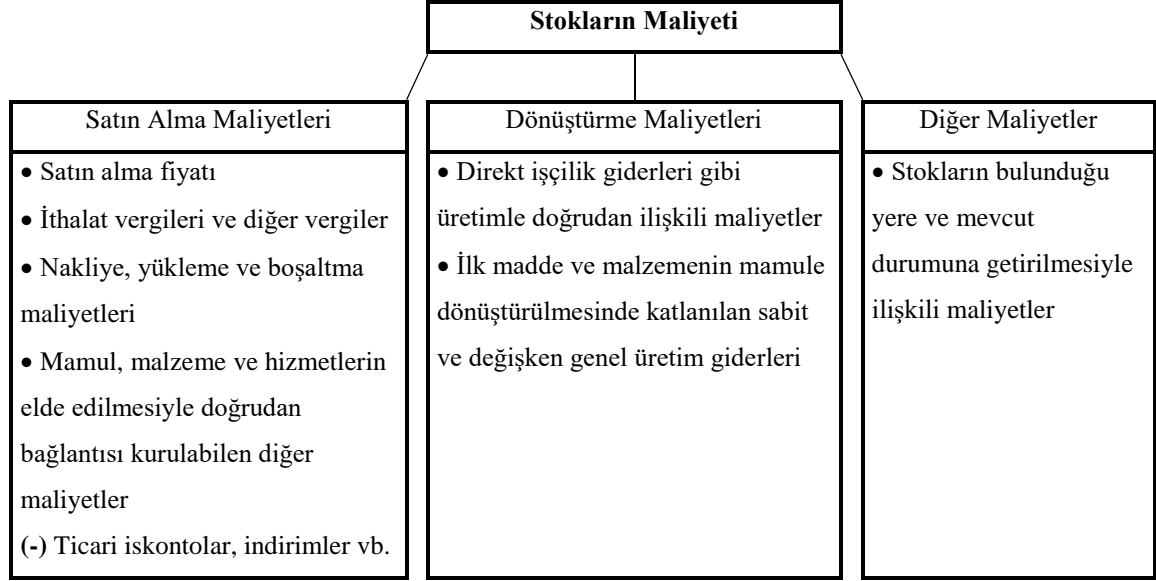 Stokların Maliyeti
Satın Alma Maliyetleri
• Satın alma fiyatı
• İthalat vergileri ve diğer vergiler
• Nakliye, yükleme ve boşaltma
maliyetleri
• Mamul, malzeme ve hizmetlerin
elde edilmesiyle doğrudan
bağlantısı kurulabilen diğer
maliyetler
(-) Ticari iskontolar, indirimler vb.
Dönüştürme Maliyetleri
• Direkt işçilik giderleri gibi
üretimle doğrudan ilişkili maliyetler
• İlk madde ve malzemenin mamule
dönüştürülmesinde katlanılan sabit
ve değişken genel üretim giderleri
Diğer Maliyetler
• Stokların bulunduğu
yere ve mevcut
durumuna getirilmesiyle
ilişkili maliyetler